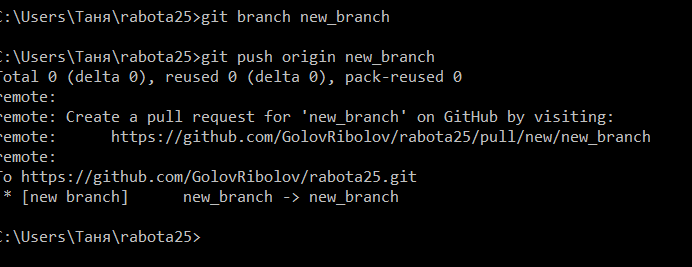 C:\Users\Таня\rabota25>git branch new_branch
C:\Users\Таня\rabota25>git push origin new_branch
Total 0 (delta 0), reused 0 (delta 0), pack-reused 0
remote:
remote: Create a pull request for 'new_branch' on GitHub by visiting:
remote:      https://github.com/GolovRibolov/rabota25/pull/new/new_branch
remote:
To https://github.com/GolovRibolov/rabota25.git
 * [new branch]      new_branch -> new_branch
C:\Users\Таня\rabota25>